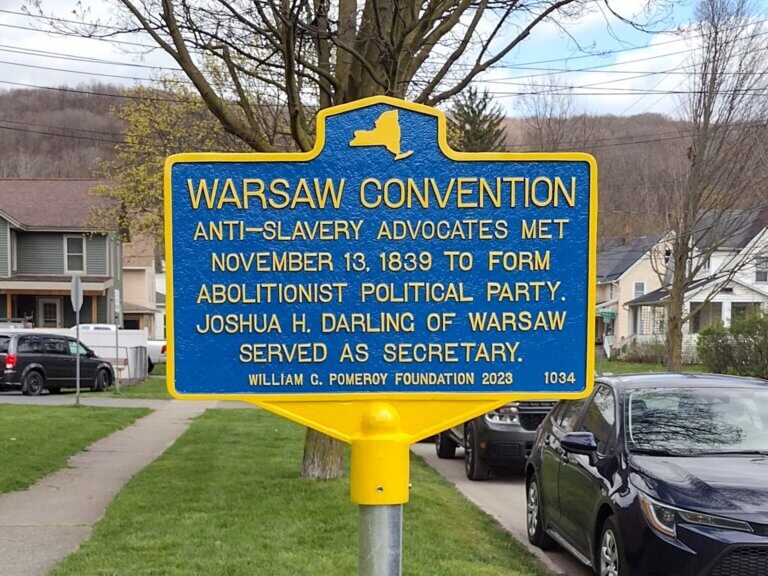 WARSAW CONVENTION
ANTI-SLAVERY ADVOCATES MET
NOVEMBER 13, 1839 TO FORM
ABOLITIONIST POLITICAL PARTY.
JOSHUA H. DARLING OF WARSAW
SERVED AS SECRETARY.
WILLIAM G. POMEROY FOUNDATION 2023 1034